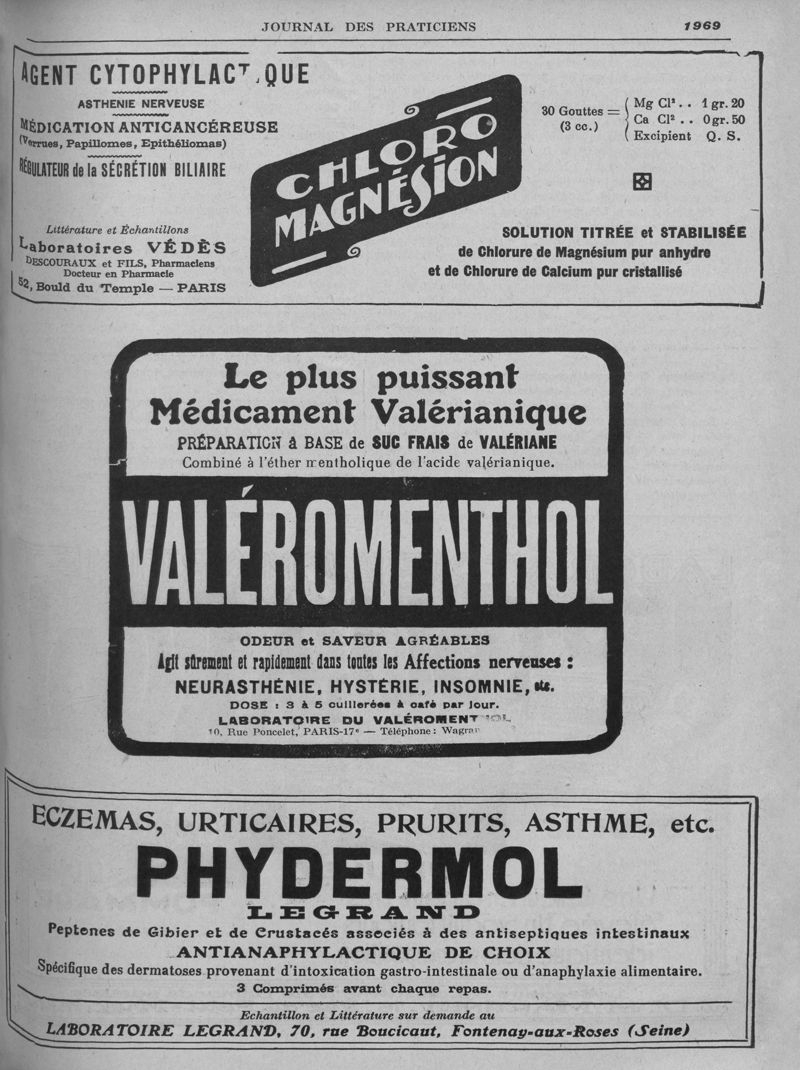 JOURNAL DES PRATICIENS 1969
AGENT CYTOPHYLACTIQUE
ASTHENIE NERVEUSE
MÉDICATION ANTICANCÉREUSE
(Verrues, Papillomes, Epithéliomas)
RÉGULATEUR de la SÉCRÉTION BILIAIRE
Littérature et Échantillons
Laboratoires VÉDÈS
DESCOURAUX et FILS, Pharmaciens
Docteur en Pharmacie
52, Bould du Temple — PARIS
CHLORO
MAGNÉSION
30 Gouttes =
(3 cc.)
Mg Cl² . . 1 gr. 20
Ca Cl² . . 0 gr. 50
Excipient Q. S.
SOLUTION TITRÉE et STABILISÉE
de Chlorure de Magnésium pur anhydre
et de Chlorure de Calcium pur cristallisé
Le plus puissant
Médicament Valérianique
PRÉPARATION à BASE de SUC FRAIS de VALÉRIANE
Combiné à l'éther mentholique de l'acide valérianique.
VALÉROMENTHOL
ODEUR et SAVEUR AGRÉABLES
Agit sûrement et rapidement dans toutes les Affections nerveuses :
NEURASTHÉNIE, HYSTÉRIE, INSOMNIE, etc.
DOSE : 3 à 5 cuillerées à café par jour.
LABORATOIRE DU VALÉROMENTHOL
10, Rue Poncelet, PARIS-17e — Téléphone :
ECZEMAS, URTICAIRES, PRURITS, ASTHME, etc.
PHYDERMOL
LEGRAND
Peptones de Gibier et de Crustacés associés à des antiseptiques intestinaux
ANTIANAPHYLACTIQUE DE CHOIX
Spécifique des dermatoses provenant d'intoxication gastro-intestinale ou d'anaphylaxie alimentaire.
3 Comprimés avant chaque repas.
Echantillon et Littérature sur demande au
LABORATOIRE LEGRAND, 70, rue Boucicaut, Fontenay-aux-Roses (Seine)